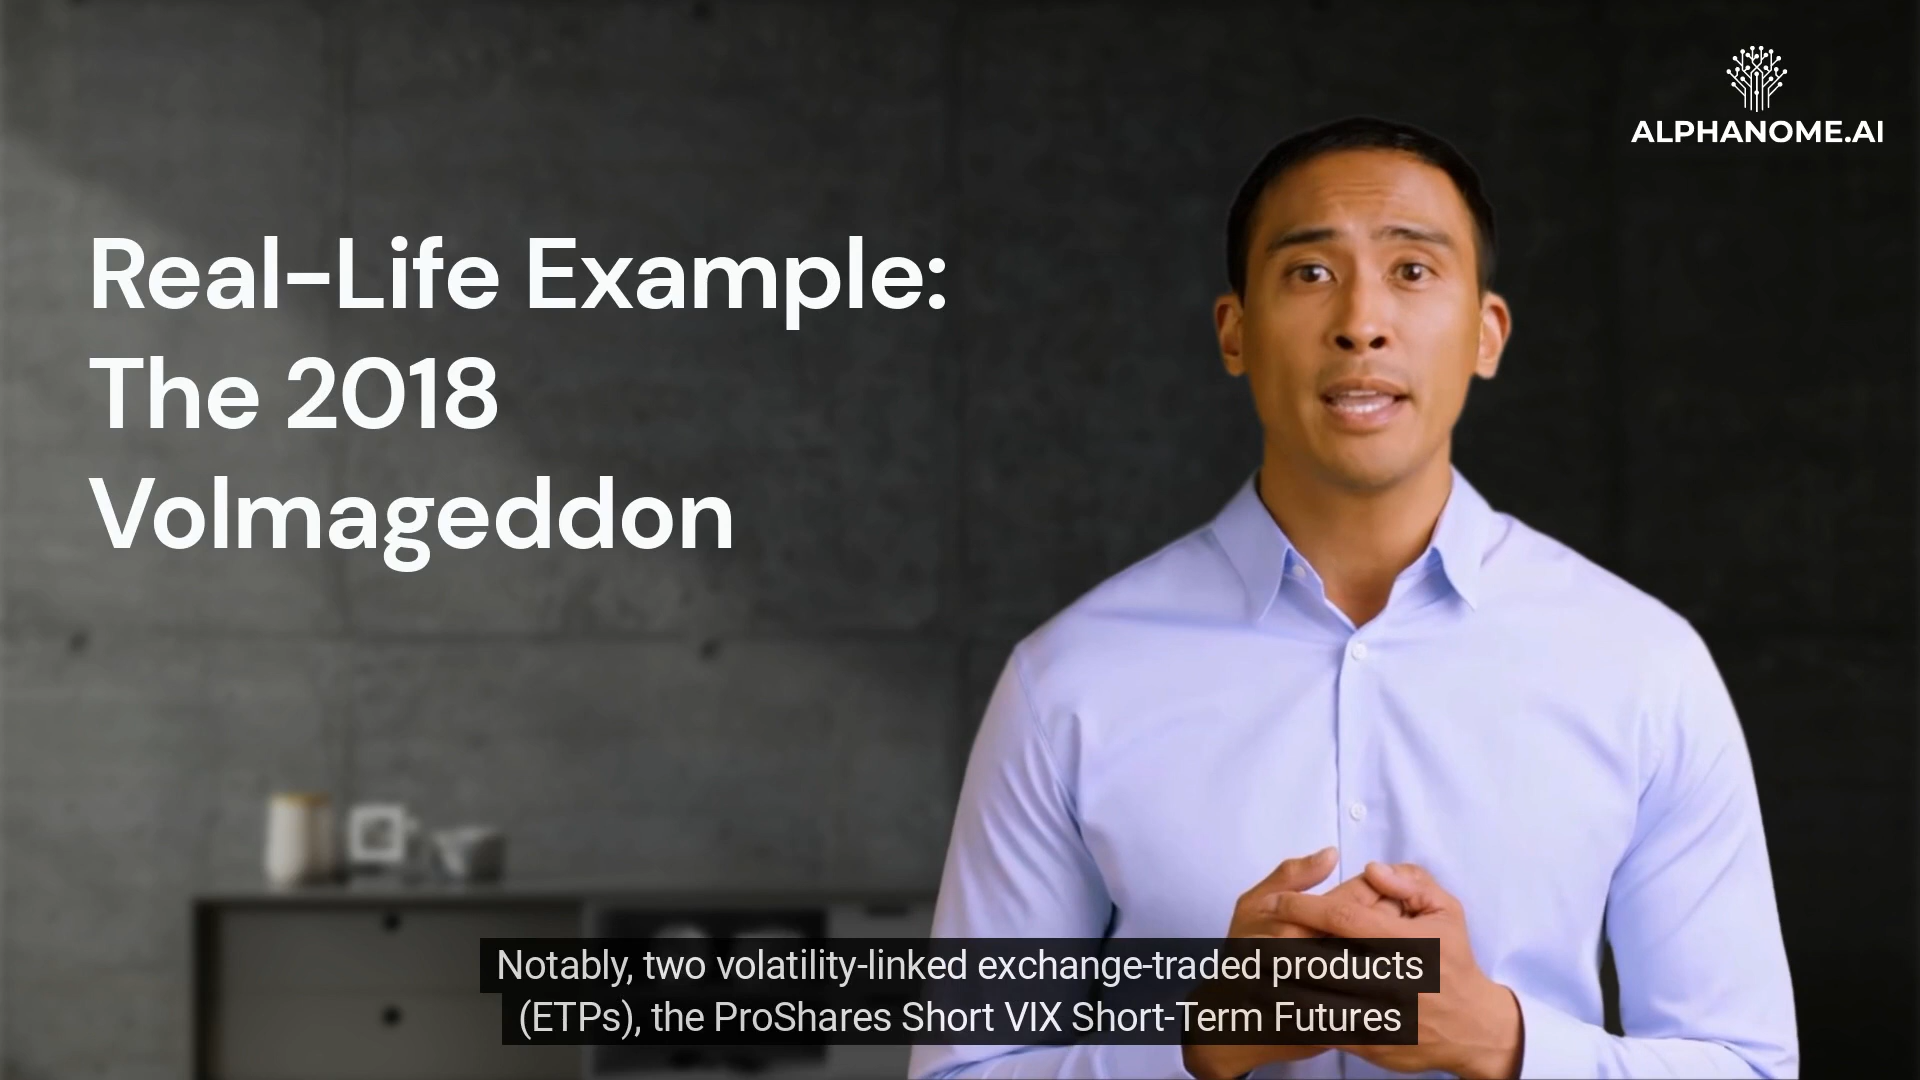 ALPHANOME.AI
Real-Life Example:
The 2018
Volmageddon
Notably, two volatility-linked exchange-traded products
(ETPs), the ProShares Short VIX Short-Term Futures